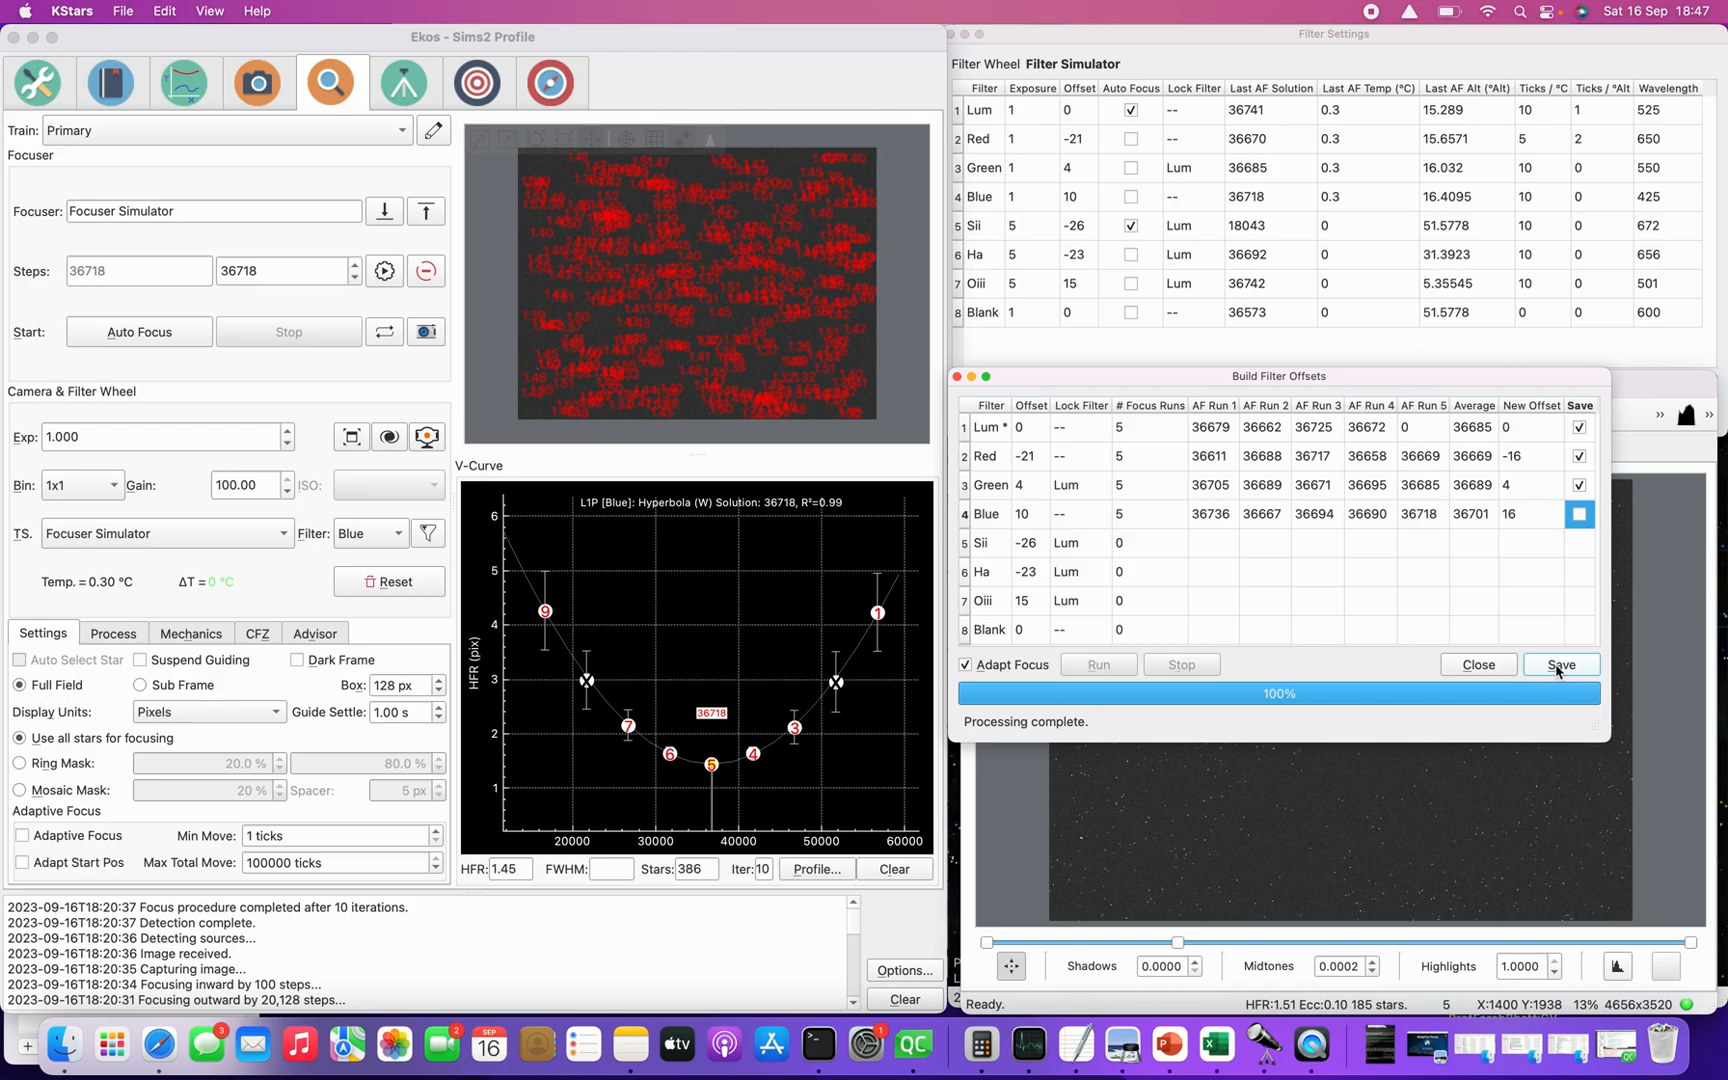 KStars File Edit View Help
Sat 16 Sep 18:47
Ekos - Sims2 Profile
Train: Primary
Focuser
Focuser: Focuser Simulator
Steps: 36718 36718
Start: Auto Focus Stop
Camera & Filter Wheel
Exp: 1.000
Bin: 1x1 Gain: 100.00 ISO:
TS. Focuser Simulator Filter: Blue
Temp. = 0.30 °C ΔT = 0 °C Reset
Settings Process Mechanics CFZ Advisor
Auto Select Star Suspend Guiding Dark Frame
Full Field Sub Frame Box: 128 px
Display Units: Pixels Guide Settle: 1.00 s
Use all stars for focusing
Ring Mask: 20.0 % 80.0 %
Mosaic Mask: 20 % Spacer: 5 px
Adaptive Focus
Adaptive Focus Min Move: 1 ticks
Adapt Start Pos Max Total Move: 100000 ticks
V-Curve
L1P [Blue]: Hyperbola (W) Solution: 36718, R²=0.99
HFR (pix)
6
5
4
3
2
1
9 7 6 5 4 3 1
36718
20000 30000 40000 50000 60000
HFR: 1.45 FWHM: Stars: 386 Iter: 10 Profile... Clear
2023-09-16T18:20:37 Focus procedure completed after 10 iterations.
2023-09-16T18:20:37 Detection complete.
2023-09-16T18:20:36 Detecting sources...
2023-09-16T18:20:36 Image received.
2023-09-16T18:20:35 Capturing image...
2023-09-16T18:20:34 Focusing inward by 100 steps...
2023-09-16T18:20:31 Focusing outward by 20,128 steps...
Options...
Clear
Filter Settings
Filter Wheel Filter Simulator
Filter Exposure Offset Auto Focus Lock Filter Last AF Solution Last AF Temp (°C) Last AF Alt (°Alt) Ticks / °C Ticks / °Alt Wavelength
1 Lum 1 0 -- 36741 0.3 15.289 10 1 525
2 Red 1 -21 -- 36670 0.3 15.6571 5 2 650
3 Green 1 4 Lum 36685 0.3 16.032 10 0 550
4 Blue 1 10 -- 36718 0.3 16.4095 10 0 425
5 Sii 5 -26 Lum 18043 0 51.5778 0 0 672
6 Ha 5 -23 Lum 36692 0 31.3923 10 0 656
7 Oiii 5 15 Lum 36742 0 5.35545 10 0 501
8 Blank 1 0 -- 36573 0 51.5778 0 0 600
Build Filter Offsets
Filter Offset Lock Filter # Focus Runs AF Run 1 AF Run 2 AF Run 3 AF Run 4 AF Run 5 Average New Offset Save
1 Lum * 0 -- 5 36679 36662 36725 36672 0 36685 0
2 Red -21 -- 5 36611 36688 36717 36658 36669 36669 -16
3 Green 4 Lum 5 36705 36689 36671 36695 36685 36689 4
4 Blue 10 -- 5 36736 36667 36694 36690 36718 36701 16
5 Sii -26 Lum 0
6 Ha -23 Lum 0
7 Oiii 15 Lum 0
8 Blank 0 -- 0
Adapt Focus Run Stop Close Save
100%
Processing complete.
Shadows 0.0000 Midtones 0.0002 Highlights 1.0000
Ready. HFR:1.51 Ecc:0.10 185 stars. 5 X:1400 Y:1938 13% 4656x3520
3
SEP
16
2
tv
1
QC